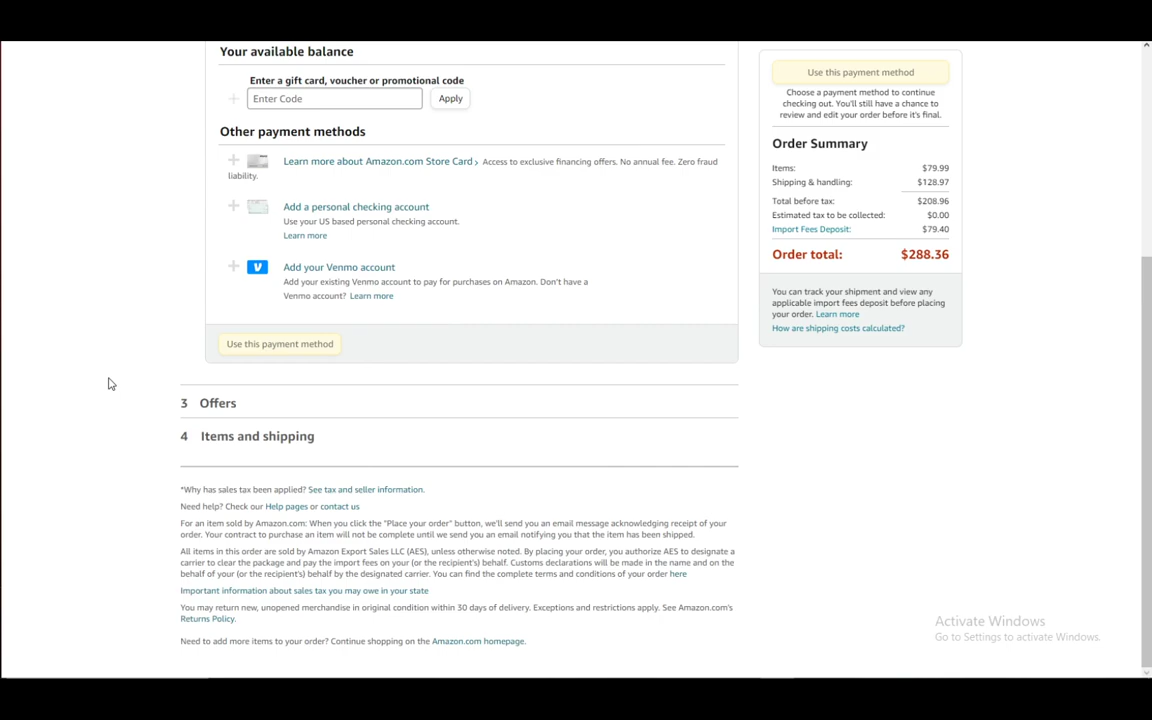 Your available balance
Enter a gift card, voucher or promotional code
Enter Code
Apply
Other payment methods
Learn more about Amazon.com Store Card › Access to exclusive financing offers. No annual fee. Zero fraud
liability.
Add a personal checking account
Use your US based personal checking account.
Learn more
Add your Venmo account
Add your existing Venmo account to pay for purchases on Amazon. Don't have a
Venmo account? Learn more
Use this payment method
3 Offers
4 Items and shipping
*Why has sales tax been applied? See tax and seller information.
Need help? Check our Help pages or contact us
For an item sold by Amazon.com: When you click the "Place your order" button, we'll send you an email message acknowledging receipt of your
order. Your contract to purchase an item will not be complete until we send you an email notifying you that the item has been shipped.
All items in this order are sold by Amazon Export Sales LLC (AES), unless otherwise noted. By placing your order, you authorize AES to designate a
carrier to clear the package and pay the import fees on your (or the recipient's) behalf. Customs declarations will be made in the name and on the
behalf of your (or the recipient's) behalf by the designated carrier. You can find the complete terms and conditions of your order here
Important information about sales tax you may owe in your state
You may return new, unopened merchandise in original condition within 30 days of delivery. Exceptions and restrictions apply. See Amazon.com's
Returns Policy.
Need to add more items to your order? Continue shopping on the Amazon.com homepage.
Use this payment method
Choose a payment method to continue
checking out. You'll still have a chance to
review and edit your order before it's final.
Order Summary
Items: $79.99
Shipping & handling: $128.97
Total before tax: $208.96
Estimated tax to be collected: $0.00
Import Fees Deposit: $79.40
Order total: $288.36
You can track your shipment and view any
applicable import fees deposit before placing
your order. Learn more
How are shipping costs calculated?
Activate Windows
Go to Settings to activate Windows.